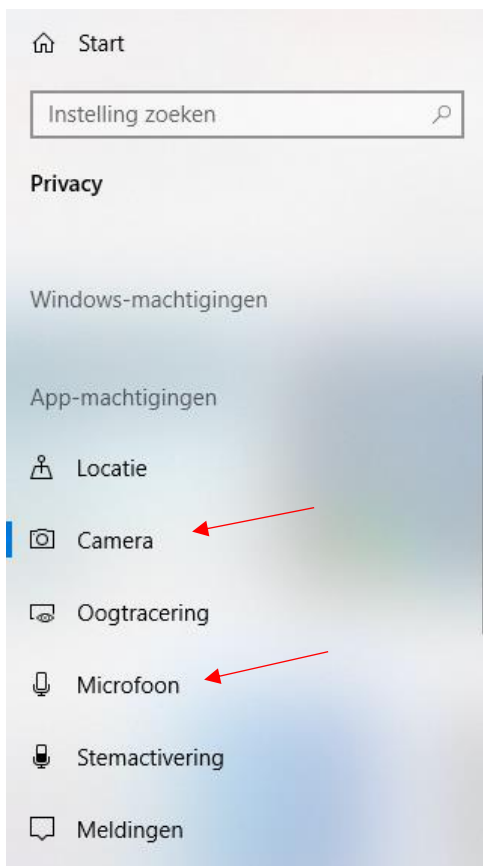 Start
Instelling zoeken
Privacy
Windows-machtigingen
App-machtigingen
Locatie
Camera
Oogtracering
Microfoon
Stemactivering
Meldingen